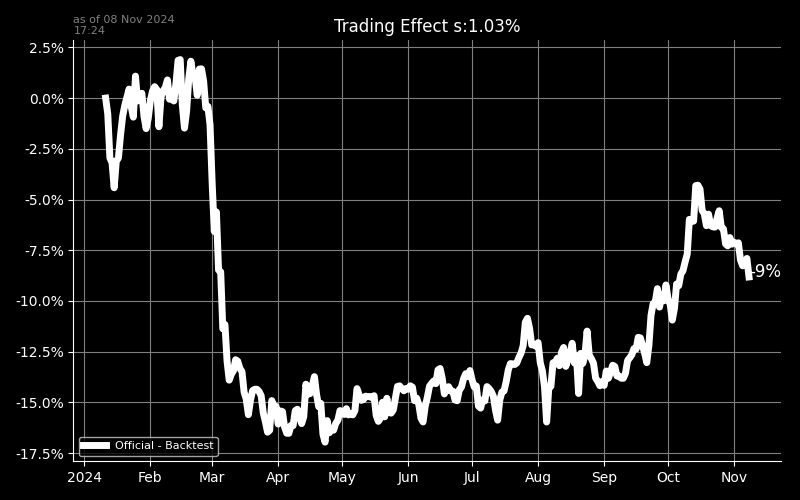 as of 08 Nov 2024
17:24
Trading Effect s:1.03%
2.5%
0.0%
-2.5%
-5.0%
-7.5%
-10.0%
-12.5%
-15.0%
-17.5%
-9%
Official - Backtest
2024 Feb Mar Apr May Jun Jul Aug Sep Oct Nov